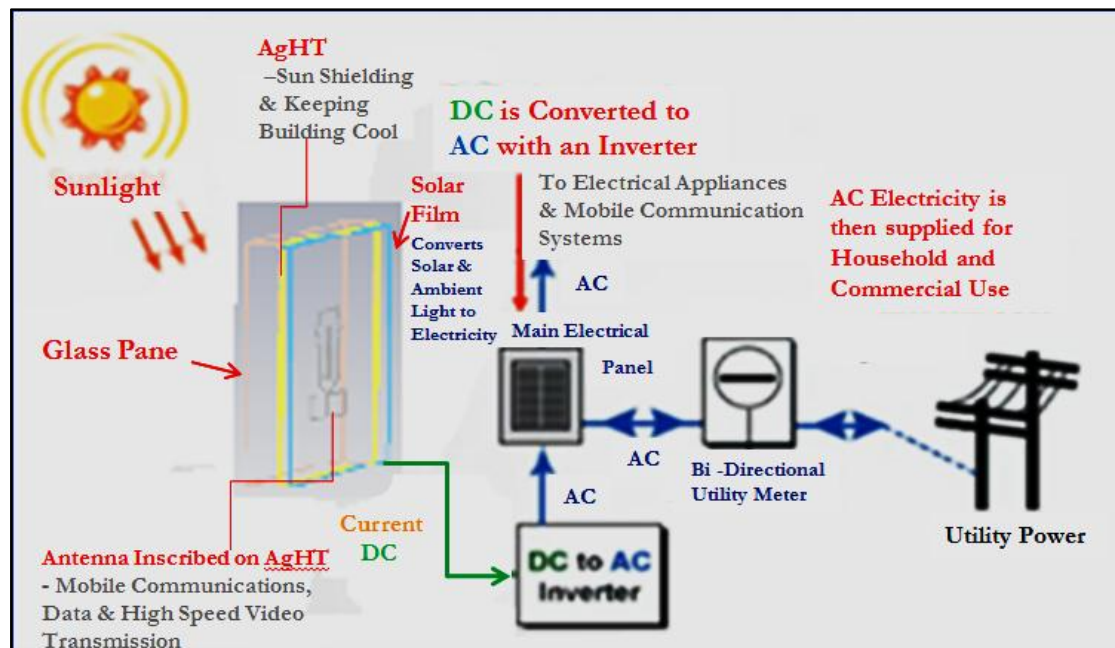 AgHT
–Sun Shielding
& Keeping
Building Cool
Sunlight
Sunlight
DC is Converted to
AC with an Inverter
Solar
Film
Converts
Solar &
Ambient
Light to
Electricity
To Electrical Appliances
& Mobile Communication
Systems
AC
AC Electricity is
then supplied for
Household and
Commercial Use
Glass Pane
Main Electrical
Panel
AC
Bi -Directional
Utility Meter
AC
Utility Power
Current
DC
DC to AC
Inverter
Antenna Inscribed on AgHT
- Mobile Communications,
Data & High Speed Video
Transmission